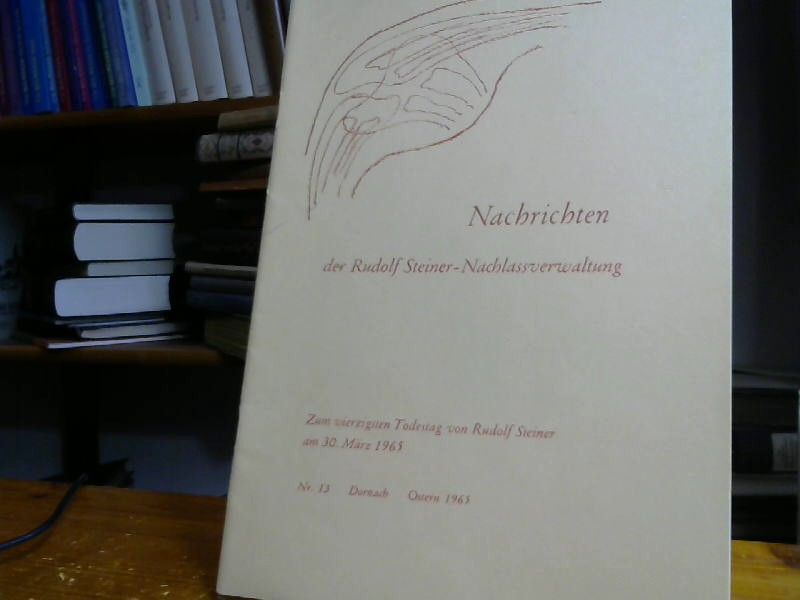 Nachrichten
der Rudolf Steiner-Nachlassverwaltung
Zum vierzigsten Todestag von Rudolf Steiner
am 30. März 1965
Nr. 13 Dornach Ostern 1965